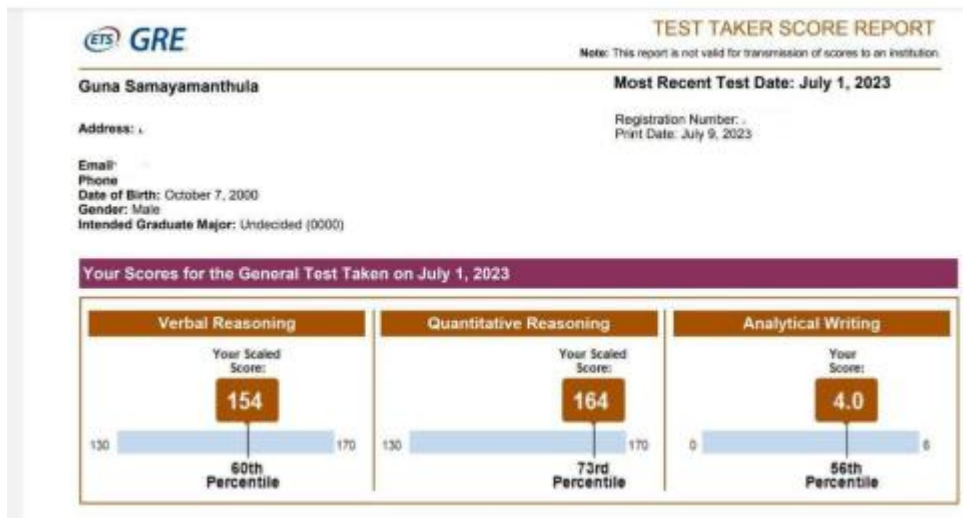 ETS GRE
TEST TAKER SCORE REPORT
Note: This report is not valid for transmission of scores to an institution.
Guna Samayamanthula
Most Recent Test Date: July 1, 2023
Address:
Registration Number:
Print Date: July 9, 2023
Email
Phone
Date of Birth: October 7, 2000
Gender: Male
Intended Graduate Major: Undecided (0000)
Your Scores for the General Test Taken on July 1, 2023
Verbal Reasoning
Your Scaled
Score:
154
130 170
60th
Percentile
Quantitative Reasoning
Your Scaled
Score:
164
130 170
73rd
Percentile
Analytical Writing
Your
Score:
4.0
0 6
56th
Percentile